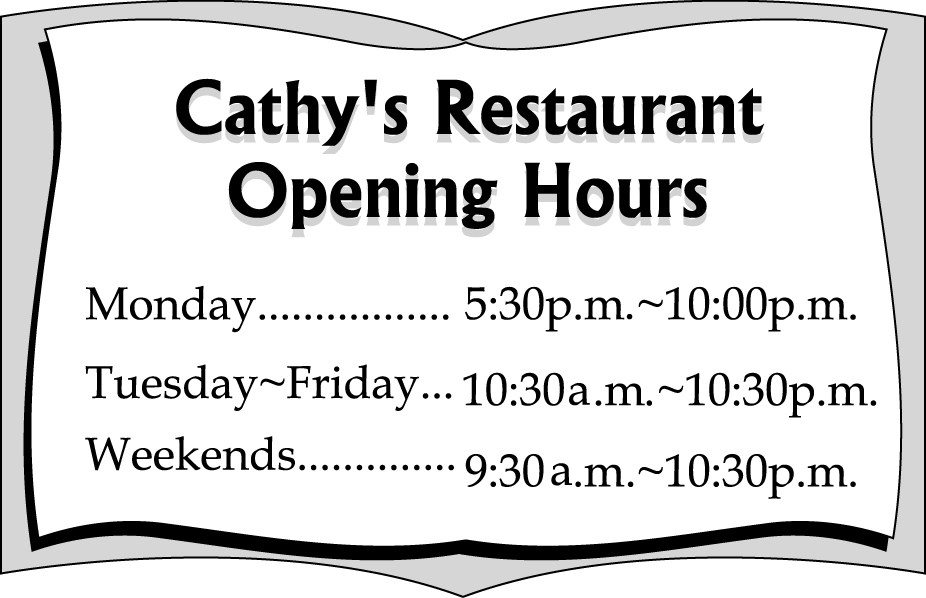 Cathy's Restaurant
Opening Hours
Monday................. 5:30p.m.~10:00p.m.
Tuesday~Friday... 10:30a.m.~10:30p.m.
Weekends.............. 9:30a.m.~10:30p.m.